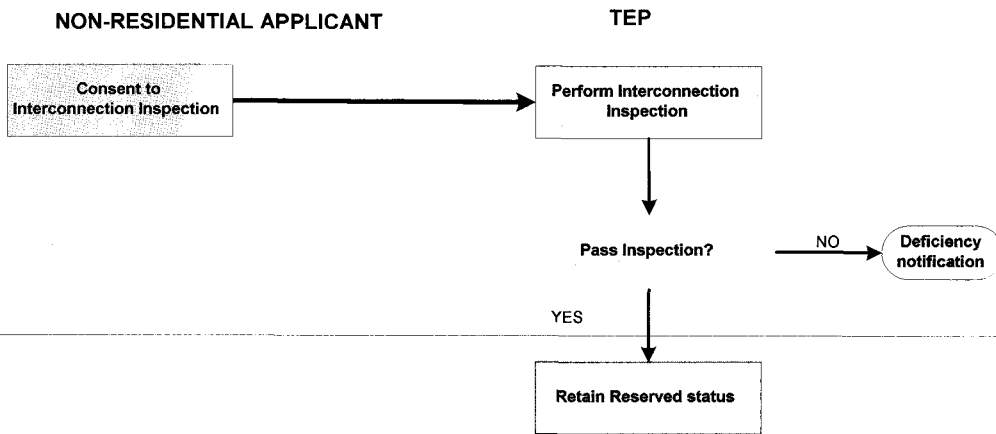 NON-RESIDENTIAL APPLICANT
TEP
Consent to
Interconnection Inspection
Perform Interconnection
Inspection
Pass Inspection?
NO
Deficiency
notification
YES
Retain Reserved status